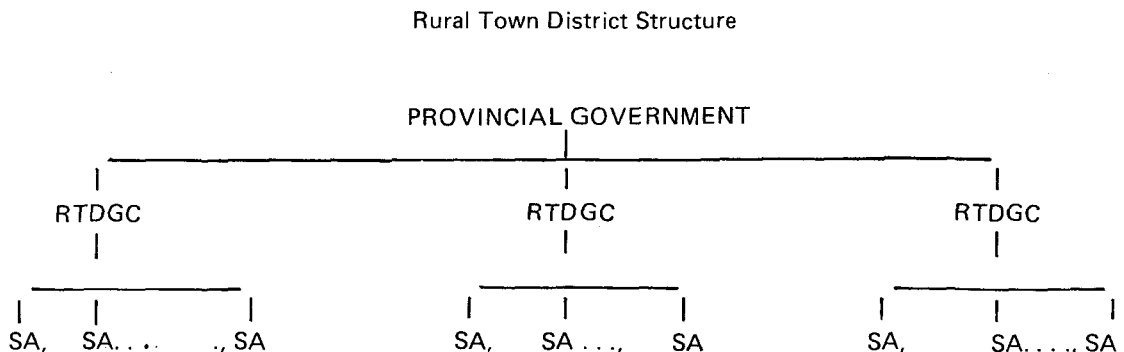 Rural Town District Structure
PROVINCIAL GOVERNMENT
RTDGC RTDGC RTDGC
SA, SA. . . . ., SA SA, SA . . ., SA SA, SA. . . ., SA